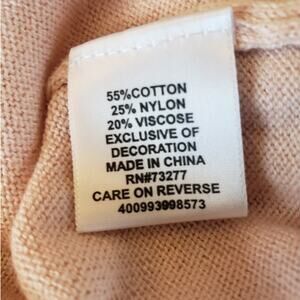 55%COTTON
25% NYLON
20% VISCOSE
EXCLUSIVE OF
DECORATION
MADE IN CHINA
RN#73277
CARE ON REVERSE
400993998573